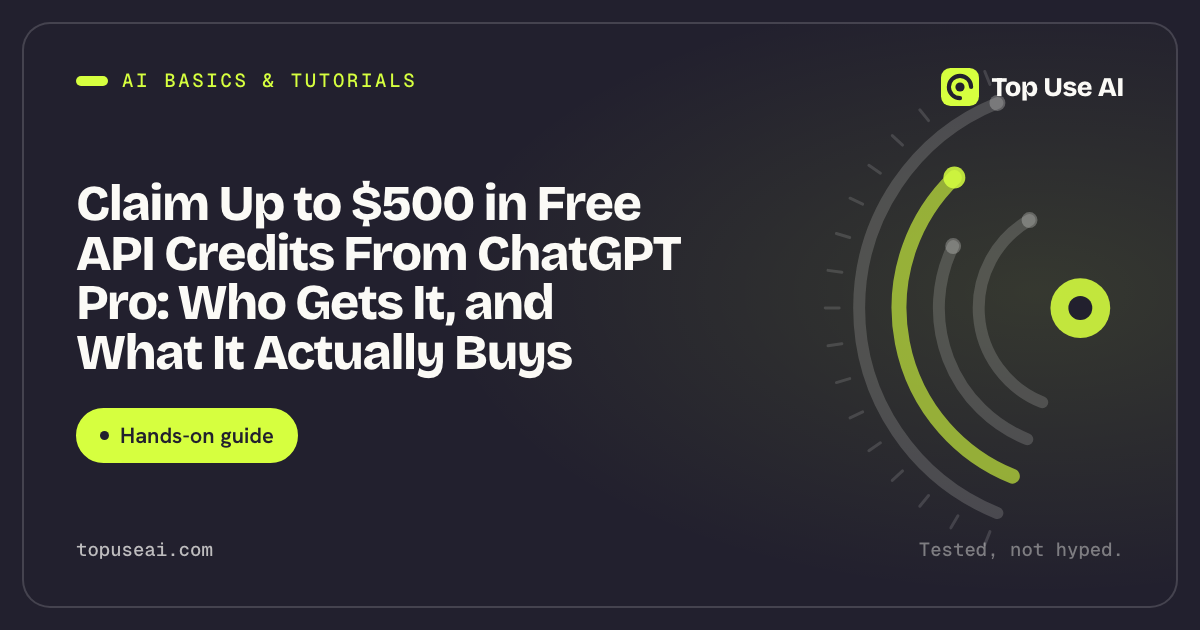 AI BASICS & TUTORIALS
Top Use AI
Claim Up to $500 in Free
API Credits From ChatGPT
Pro: Who Gets It, and
What It Actually Buys
Hands-on guide
topuseai.com
Tested, not hyped.